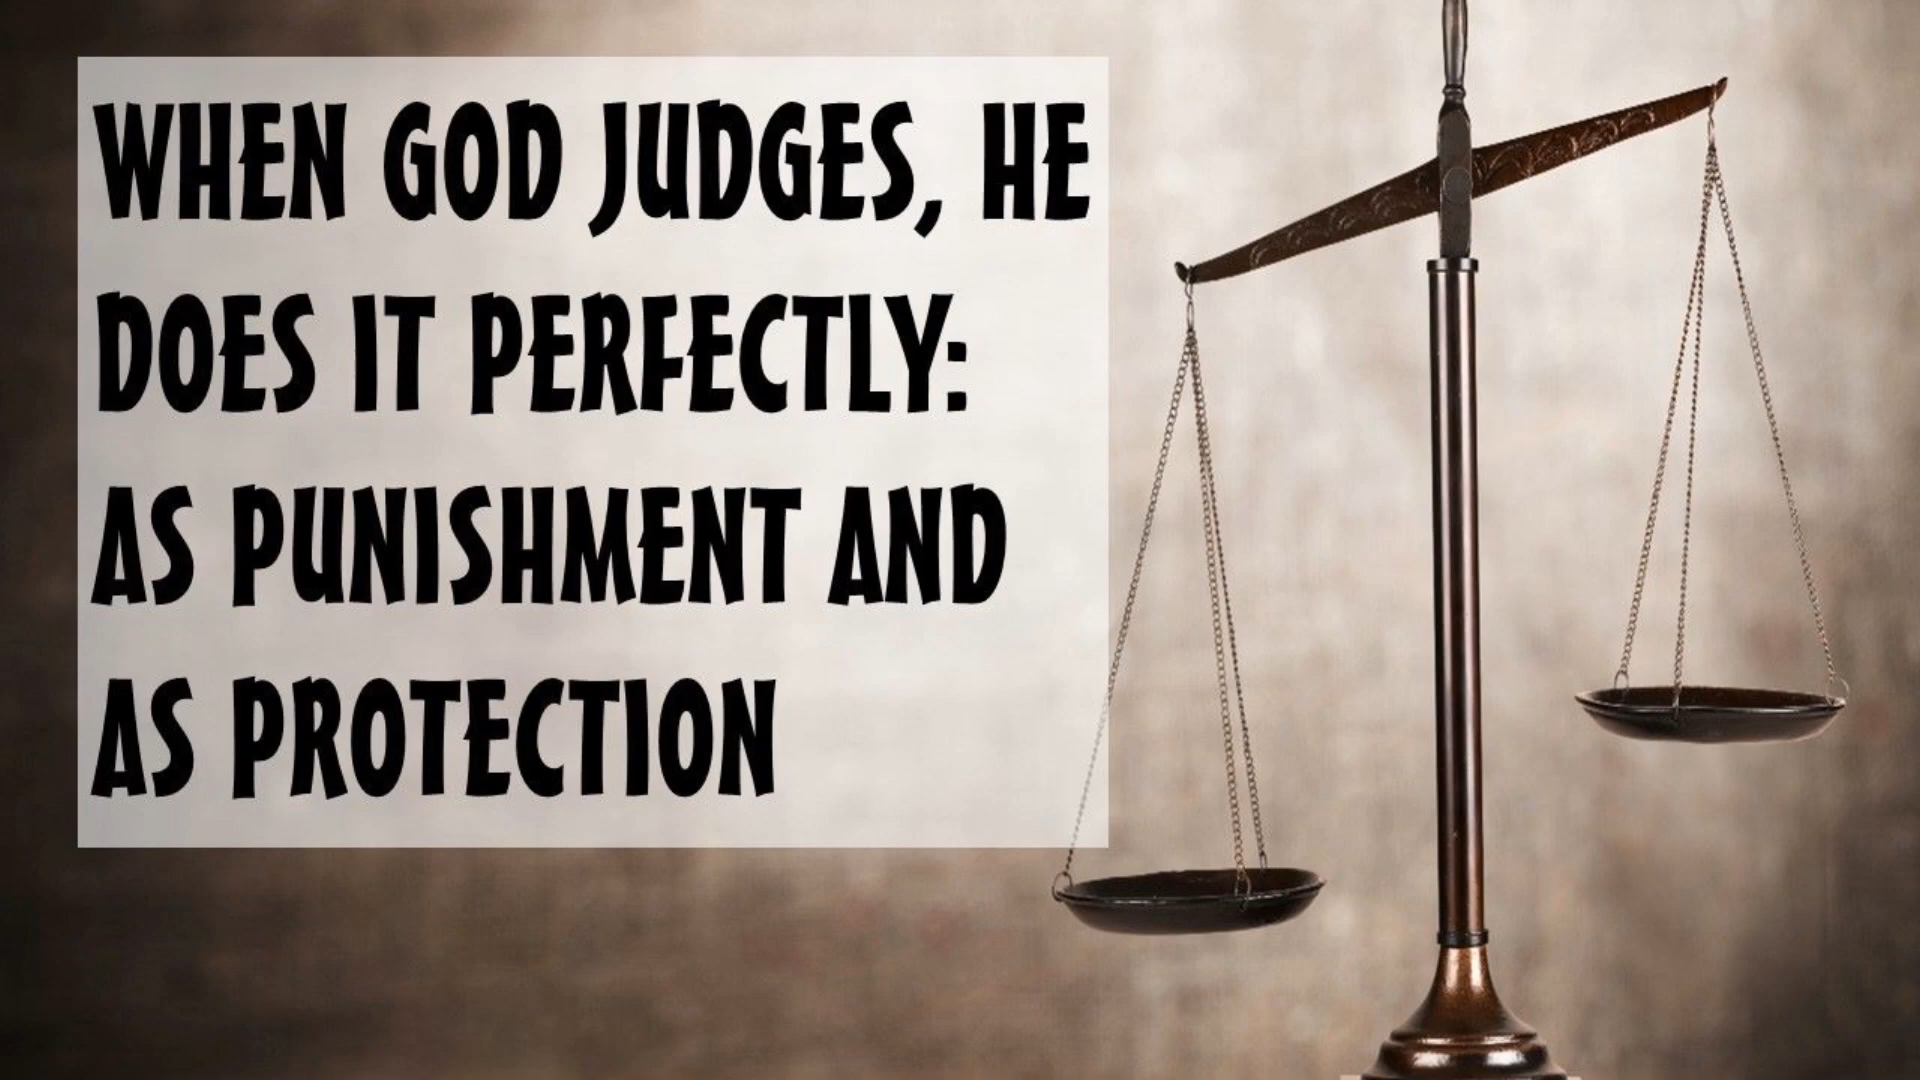 WHEN GOD JUDGES, HE
DOES IT PERFECTLY:
AS PUNISHMENT AND
AS PROTECTION